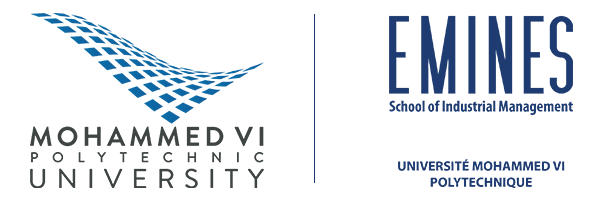 MOHAMMED VI
POLYTECHNIC
UNIVERSITY
EMINES
School of Industrial Management
UNIVERSITÉ MOHAMMED VI
POLYTECHNIQUE